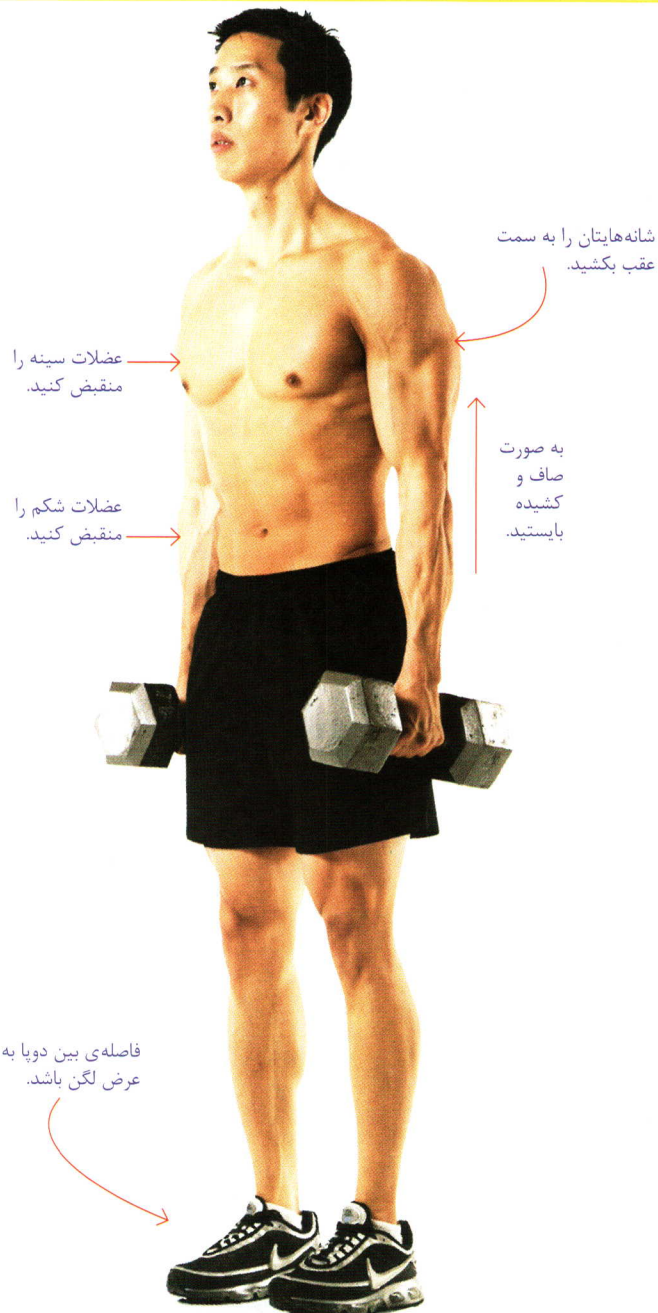 شانه‌هایتان را به سمت
عقب بکشید.
عضلات سینه را
منقبض کنید.
به صورت
صاف و
کشیده
بایستید.
عضلات شکم را
منقبض کنید.
فاصله‌ی بین دوپا به
عرض لگن باشد.